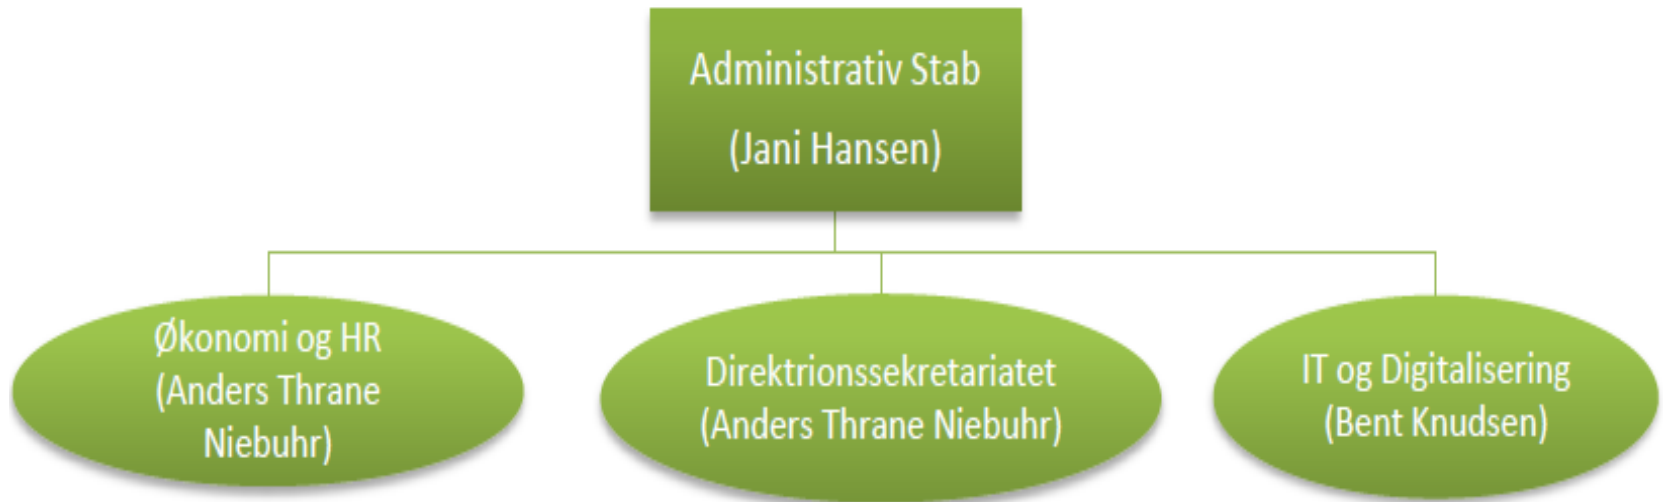 Administrativ Stab
(Jani Hansen)
Økonomi og HR
(Anders Thrane
Niebuhr)
Direktrionssekretariatet
(Anders Thrane Niebuhr)
IT og Digitalisering
(Bent Knudsen)